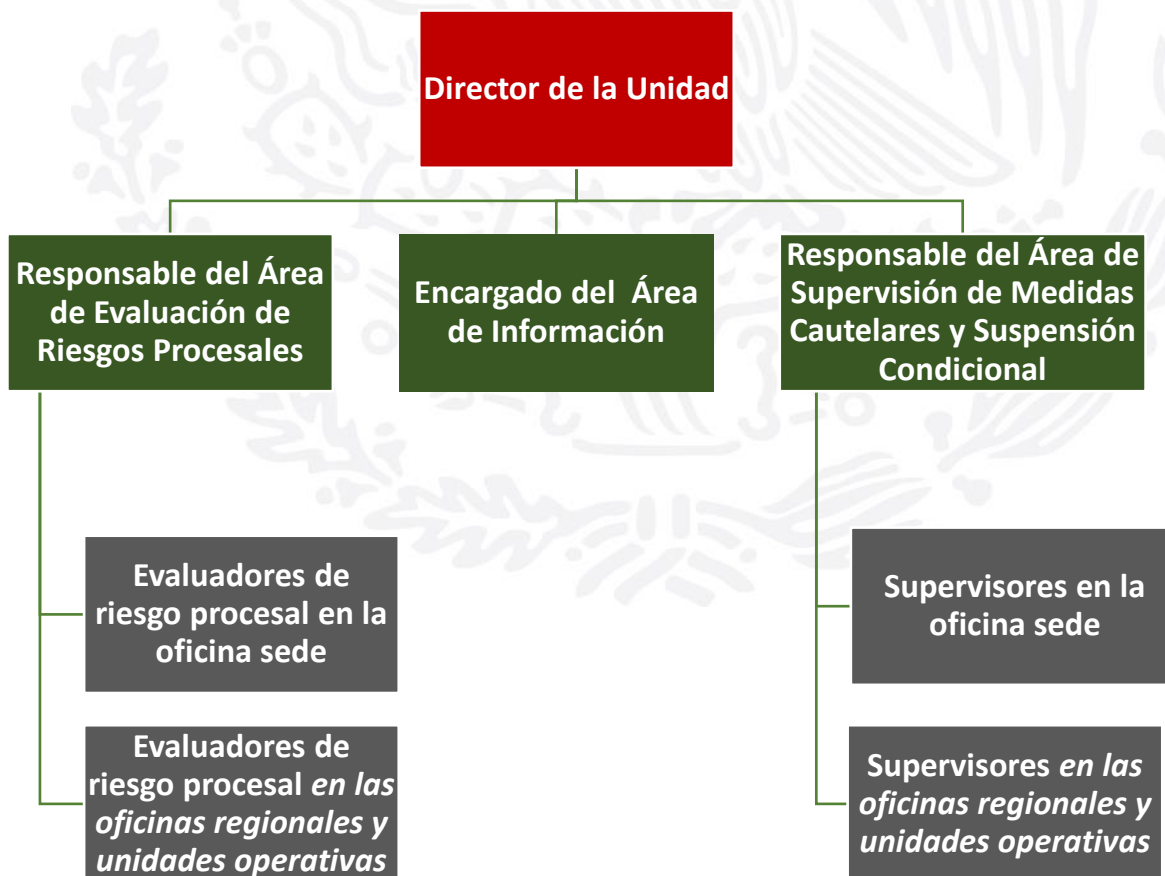 Director de la Unidad
Responsable del Área
de Evaluación de
Riesgos Procesales
Encargado del Área
de Información
Responsable del Área de
Supervisión de Medidas
Cautelares y Suspensión
Condicional
Evaluadores de
riesgo procesal en la
oficina sede
Evaluadores de
riesgo procesal en las
oficinas regionales y
unidades operativas
Supervisores en la
oficina sede
Supervisores en las
oficinas regionales y
unidades operativas